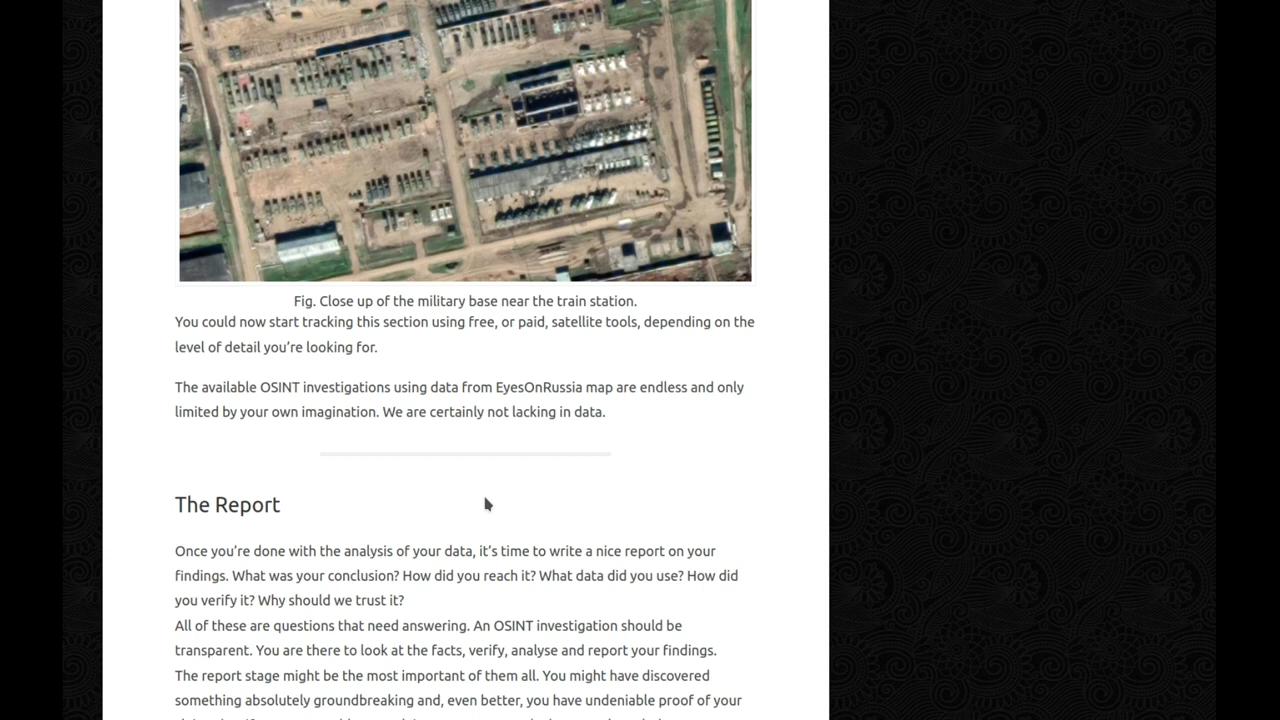 Fig. Close up of the military base near the train station.
You could now start tracking this section using free, or paid, satellite tools, depending on the
level of detail you’re looking for.
The available OSINT investigations using data from EyesOnRussia map are endless and only
limited by your own imagination. We are certainly not lacking in data.
The Report
Once you’re done with the analysis of your data, it’s time to write a nice report on your
findings. What was your conclusion? How did you reach it? What data did you use? How did
you verify it? Why should we trust it?
All of these are questions that need answering. An OSINT investigation should be
transparent. You are there to look at the facts, verify, analyse and report your findings.
The report stage might be the most important of them all. You might have discovered
something absolutely groundbreaking and, even better, you have undeniable proof of your